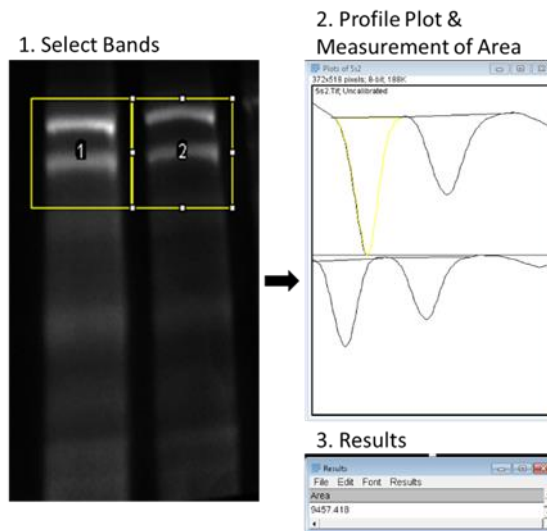 1. Select Bands
1
2
2. Profile Plot &
Measurement of Area
Plots of 5s2
372x518 pixels; 8-bit; 188K
5s2.Tif; Uncalibrated
3. Results
Results
File Edit Font Results
Area
9457.418